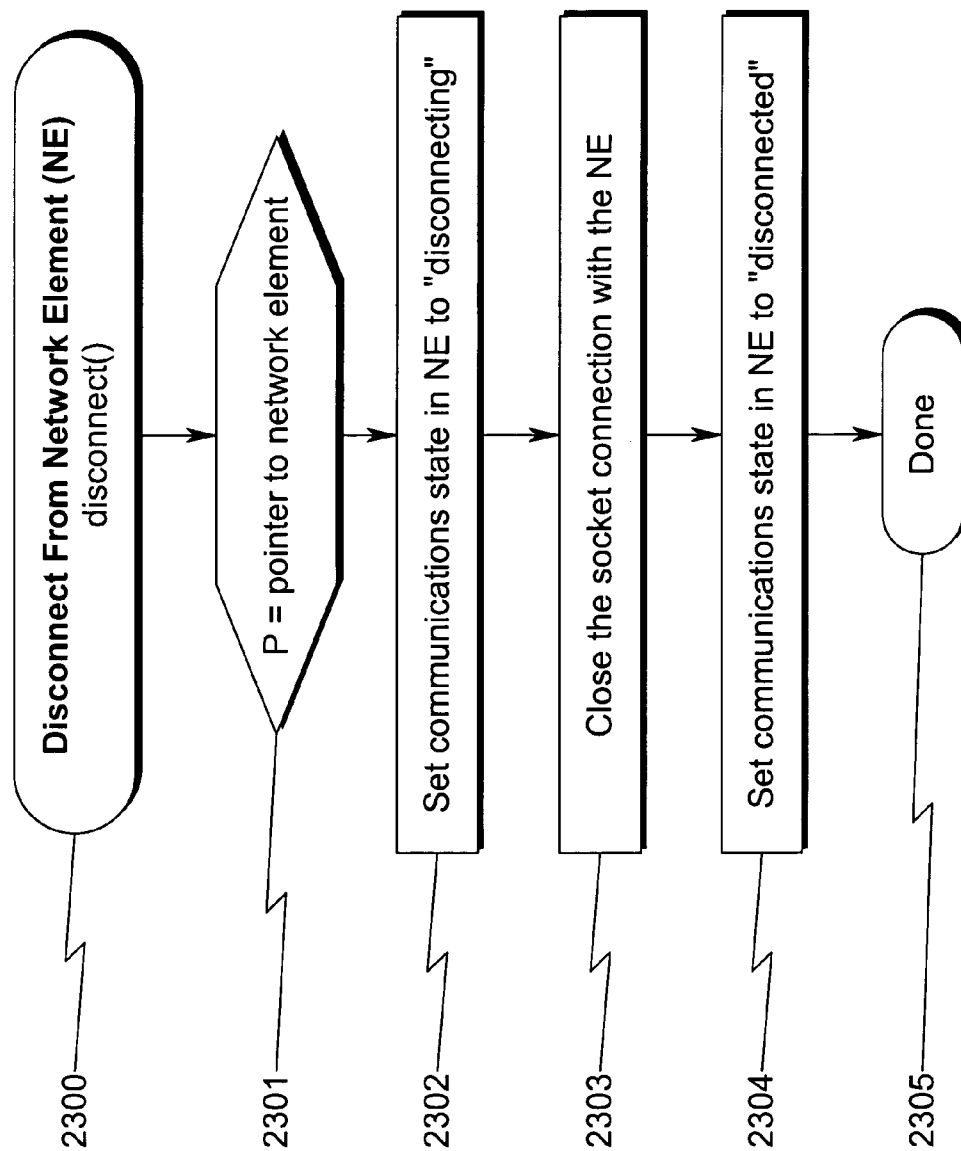 2300
Disconnect From Network Element (NE)
disconnect()
2301
P = pointer to network element
2302
Set communications state in NE to "disconnecting"
2303
Close the socket connection with the NE
2304
Set communications state in NE to "disconnected"
2305
Done